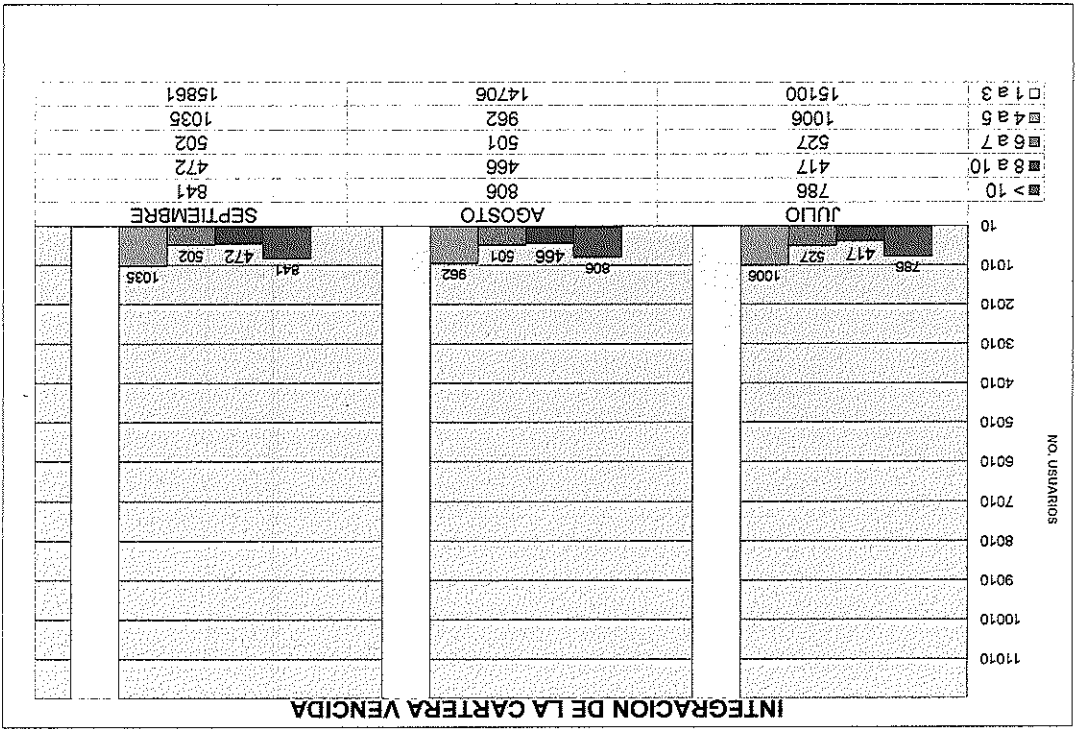 INTEGRACION DE LA CARTERA VENCIDA
NO. USUARIOS
11010
10010
9010
8010
7010
6010
5010
4010
3010
2010
1010
10
786 417 527 1006
806 466 501 962
841 472 502 1035
JULIO AGOSTO SEPTIEMBRE
> 10 786 806 841
8 a 10 417 466 472
6 a 7 527 501 502
4 a 5 1006 962 1035
1 a 3 15100 14706 15861